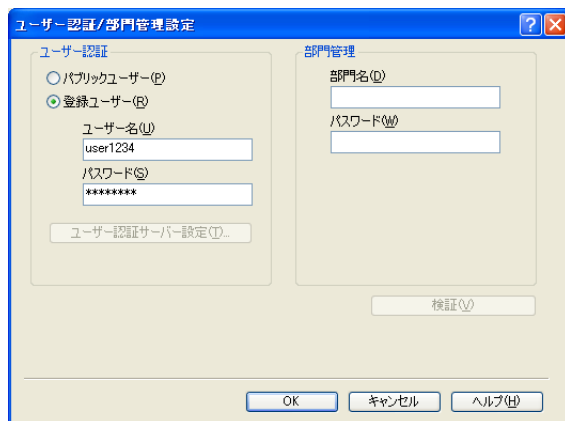 ユーザー認証/部門管理設定
ユーザー認証
パブリックユーザー(P)
登録ユーザー(R)
ユーザー名(U)
user1234
パスワード(S)
********
ユーザー認証サーバー設定(T)...
部門管理
部門名(D)
パスワード(W)
検証(V)
OK
キャンセル
ヘルプ(H)